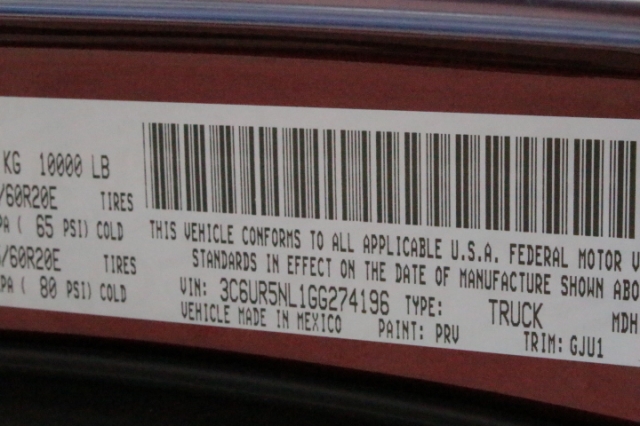 KG 10000 LB
/60R20E TIRES
PA ( 65 PSI) COLD
/60R20E TIRES
PA ( 80 PSI) COLD
THIS VEHICLE CONFORMS TO ALL APPLICABLE U.S.A. FEDERAL MOTOR V
STANDARDS IN EFFECT ON THE DATE OF MANUFACTURE SHOWN ABO
VIN: 3C6UR5NL1GG274196 TYPE: TRUCK MDH
VEHICLE MADE IN MEXICO PAINT: PRV TRIM: GJU1